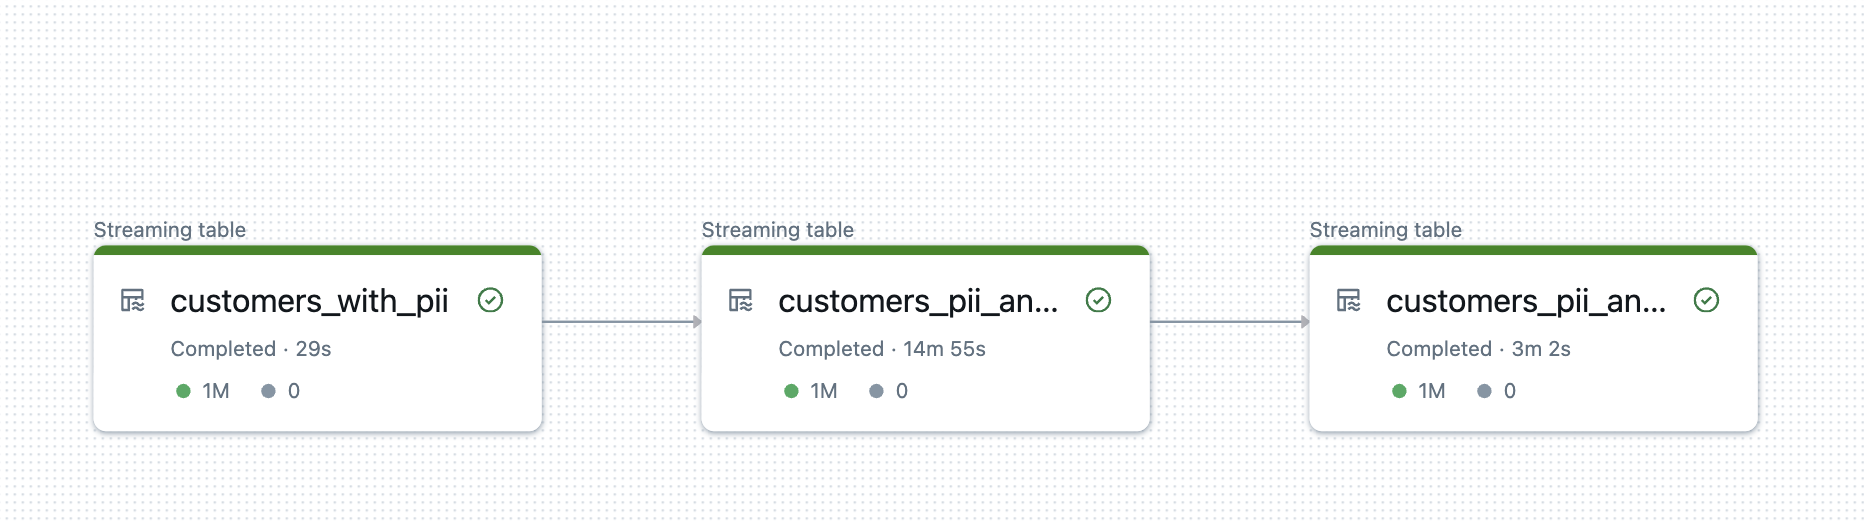 Streaming table
customers_with_pii
Completed · 29s
1M 0
Streaming table
customers_pii_an...
Completed · 14m 55s
1M 0
Streaming table
customers_pii_an...
Completed · 3m 2s
1M 0